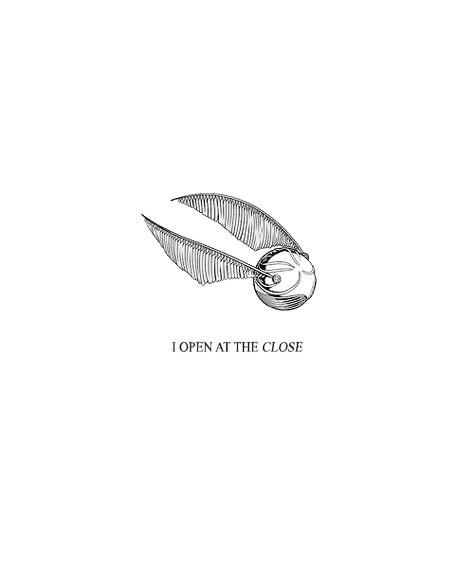 I OPEN AT THE CLOSE